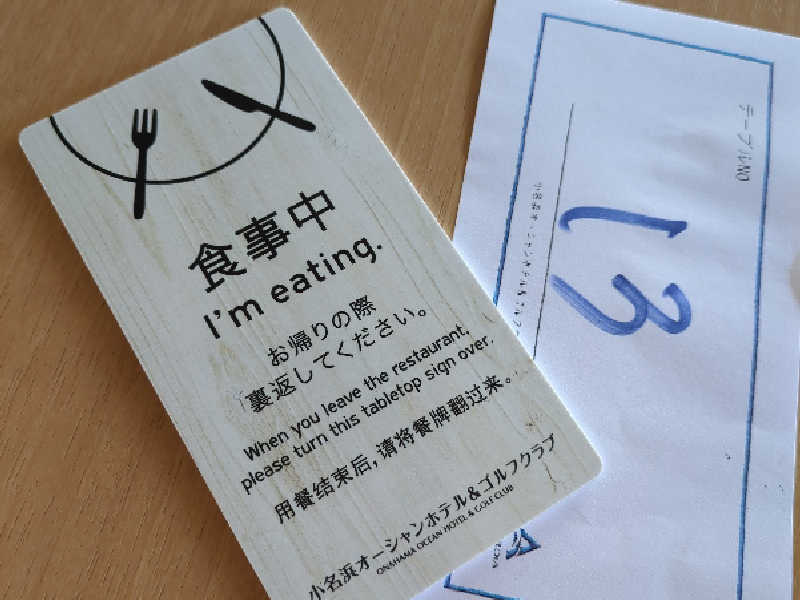 食事中
I'm eating.
お帰りの際
裏返してください。
When you leave the restaurant,
please turn this tabletop sign over.
用餐结束后，请将餐牌翻过来。
小名浜オーシャンホテル&ゴルフクラブ
ONAHAMA OCEAN HOTEL & GOLF CLUB
テーブルNO
13